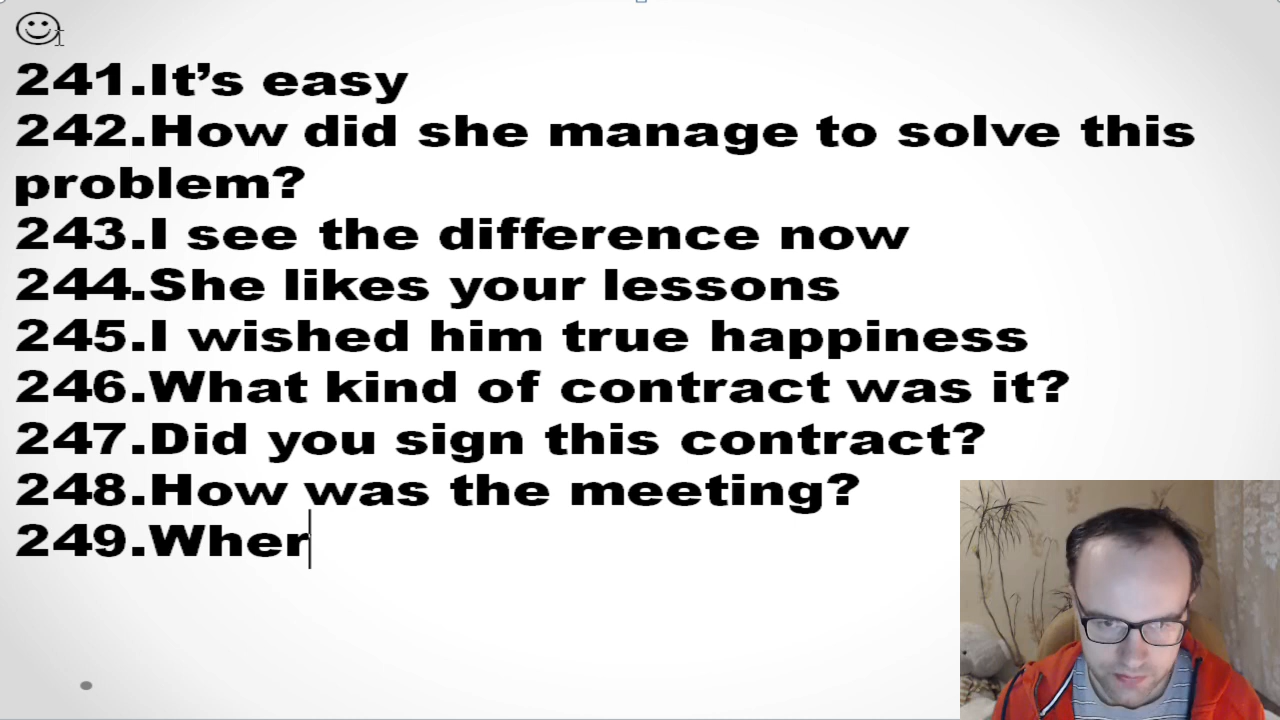 241.It’s easy
242.How did she manage to solve this
problem?
243.I see the difference now
244.She likes your lessons
245.I wished him true happiness
246.What kind of contract was it?
247.Did you sign this contract?
248.How was the meeting?
249.Wher